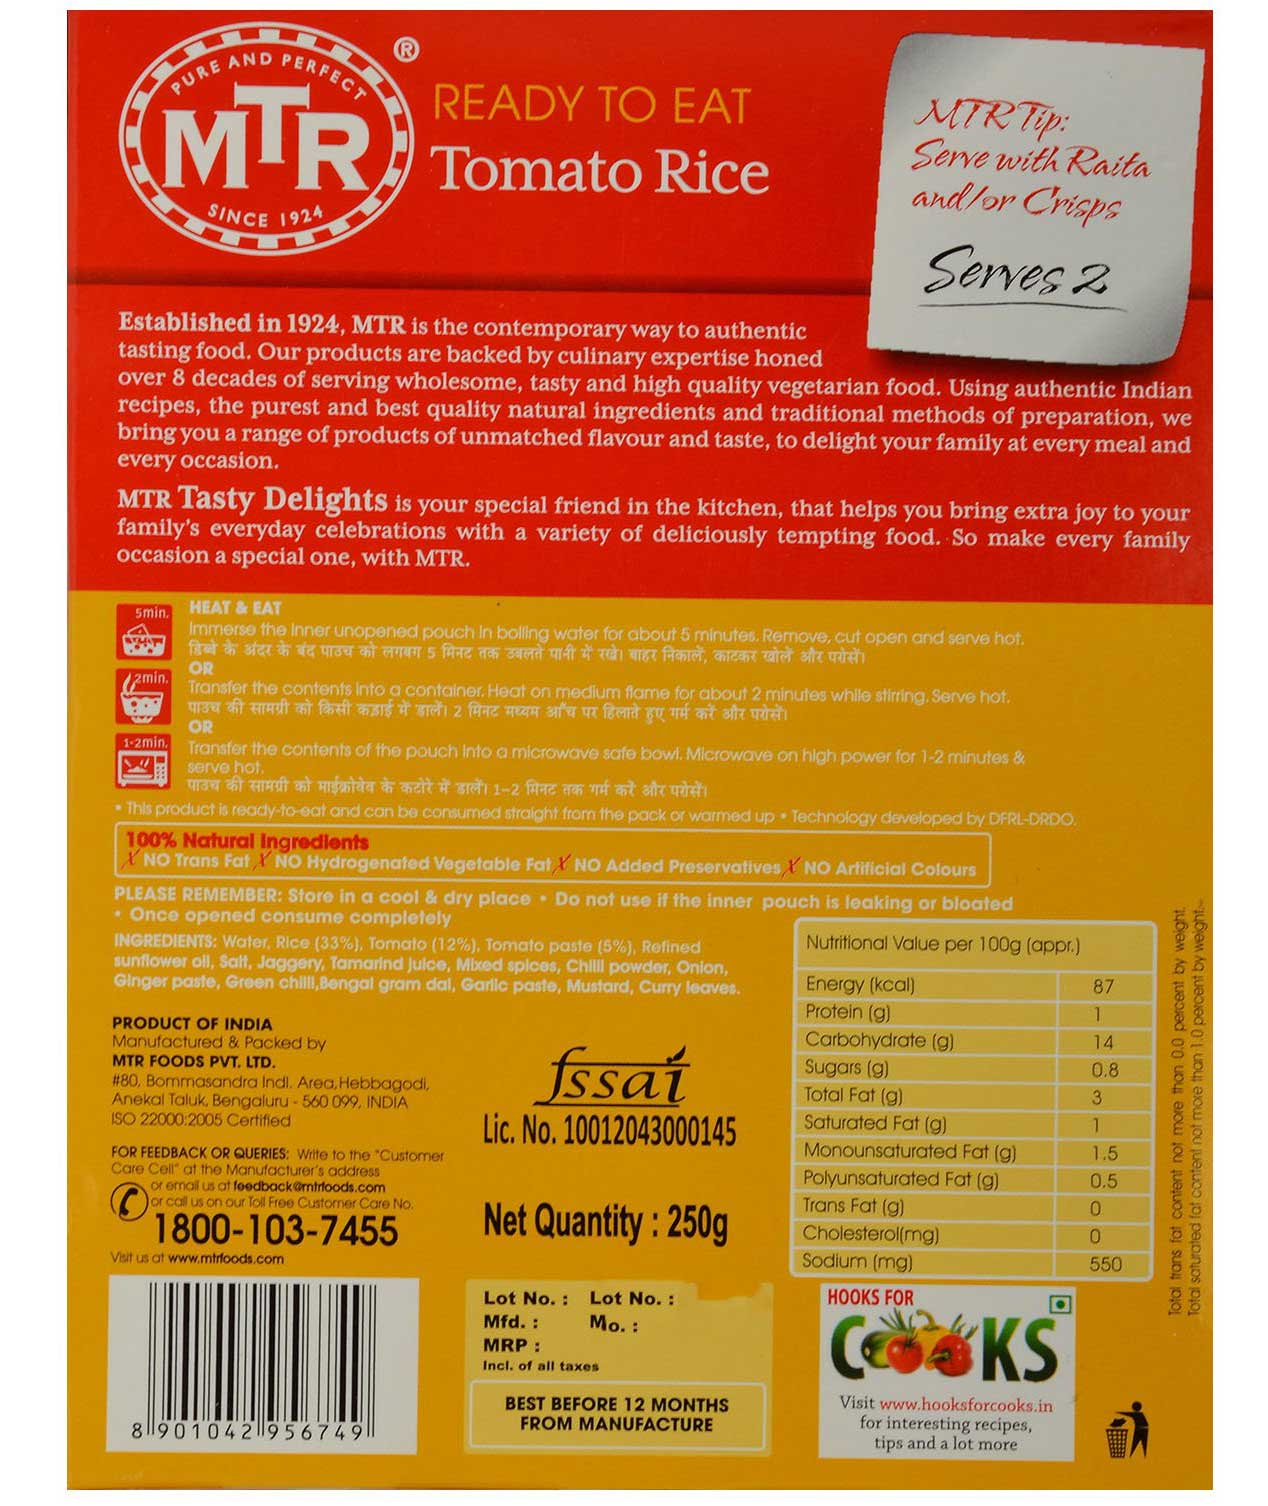 PURE AND PERFECT
MTR
SINCE 1924
®
READY TO EAT
Tomato Rice
MTR Tip:
Serve with Raita
and/or Crisps
Serves 2
Established in 1924, MTR is the contemporary way to authentic
tasting food. Our products are backed by culinary expertise honed
over 8 decades of serving wholesome, tasty and high quality vegetarian food. Using authentic Indian
recipes, the purest and best quality natural ingredients and traditional methods of preparation, we
bring you a range of products of unmatched flavour and taste, to delight your family at every meal and
every occasion.
MTR Tasty Delights is your special friend in the kitchen, that helps you bring extra joy to your
family's everyday celebrations with a variety of deliciously tempting food. So make every family
occasion a special one, with MTR.
5min.
HEAT & EAT
Immerse the inner unopened pouch in boiling water for about 5 minutes. Remove, cut open and serve hot.
डिब्बे के अंदर के बंद पाउच को लगभग 5 मिनट तक उबलते पानी में रखें। बाहर निकालें, काटकर खोलें और परोसें।
OR
2min.
Transfer the contents into a container. Heat on medium flame for about 2 minutes while stirring. Serve hot.
पाउच की सामग्री को किसी कड़ाई में डालें। 2 मिनट मध्यम आँच पर हिलाते हुए गर्म करें और परोसें।
OR
1-2min.
Transfer the contents of the pouch into a microwave safe bowl. Microwave on high power for 1-2 minutes &
serve hot.
पाउच की सामग्री को माईक्रोवेव के कटोरे में डालें। 1-2 मिनट तक गर्म करें और परोसें।
• This product is ready-to-eat and can be consumed straight from the pack or warmed up • Technology developed by DFRL-DRDO.
100% Natural Ingredients
X NO Trans Fat X NO Hydrogenated Vegetable Fat X NO Added Preservatives X NO Artificial Colours
PLEASE REMEMBER: Store in a cool & dry place • Do not use if the inner pouch is leaking or bloated
• Once opened consume completely
INGREDIENTS: Water, Rice (33%), Tomato (12%), Tomato paste (5%), Refined
sunflower oil, Salt, Jaggery, Tamarind juice, Mixed spices, Chilli powder, Onion,
Ginger paste, Green chilli,Bengal gram dal, Garlic paste, Mustard, Curry leaves.
PRODUCT OF INDIA
Manufactured & Packed by
MTR FOODS PVT. LTD.
#80, Bommasandra Indl. Area, Hebbagodi,
Anekal Taluk, Bengaluru - 560 099, INDIA
ISO 22000:2005 Certified
FOR FEEDBACK OR QUERIES: Write to the "Customer
Care Cell" at the Manufacturer's address
or email us at feedback@mtrfoods.com
or call us on our Toll Free Customer Care No.
1800-103-7455
Visit us at www.mtrfoods.com
8 901042 956749
fssai
Lic. No. 10012043000145
Net Quantity : 250g
Lot No. : Lot No. :
Mfd. : Mo. :
MRP :
Incl. of all taxes
BEST BEFORE 12 MONTHS
FROM MANUFACTURE
Nutritional Value per 100g (appr.)
Energy (kcal) 87
Protein (g) 1
Carbohydrate (g) 14
Sugars (g) 0.8
Total Fat (g) 3
Saturated Fat (g) 1
Monounsaturated Fat (g) 1.5
Polyunsaturated Fat (g) 0.5
Trans Fat (g) 0
Cholesterol(mg) 0
Sodium (mg) 550
Total trans fat content not more than 0.0 percent by weight.
Total saturated fat content not more than 1.0 percent by weight.
HOOKS FOR
COOKS
Visit www.hooksforcooks.in
for interesting recipes,
tips and a lot more